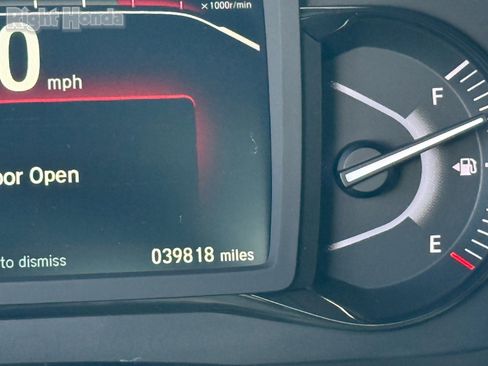 Right Honda
×1000r/min
0 mph
oor Open
to dismiss
039818 miles
F
E